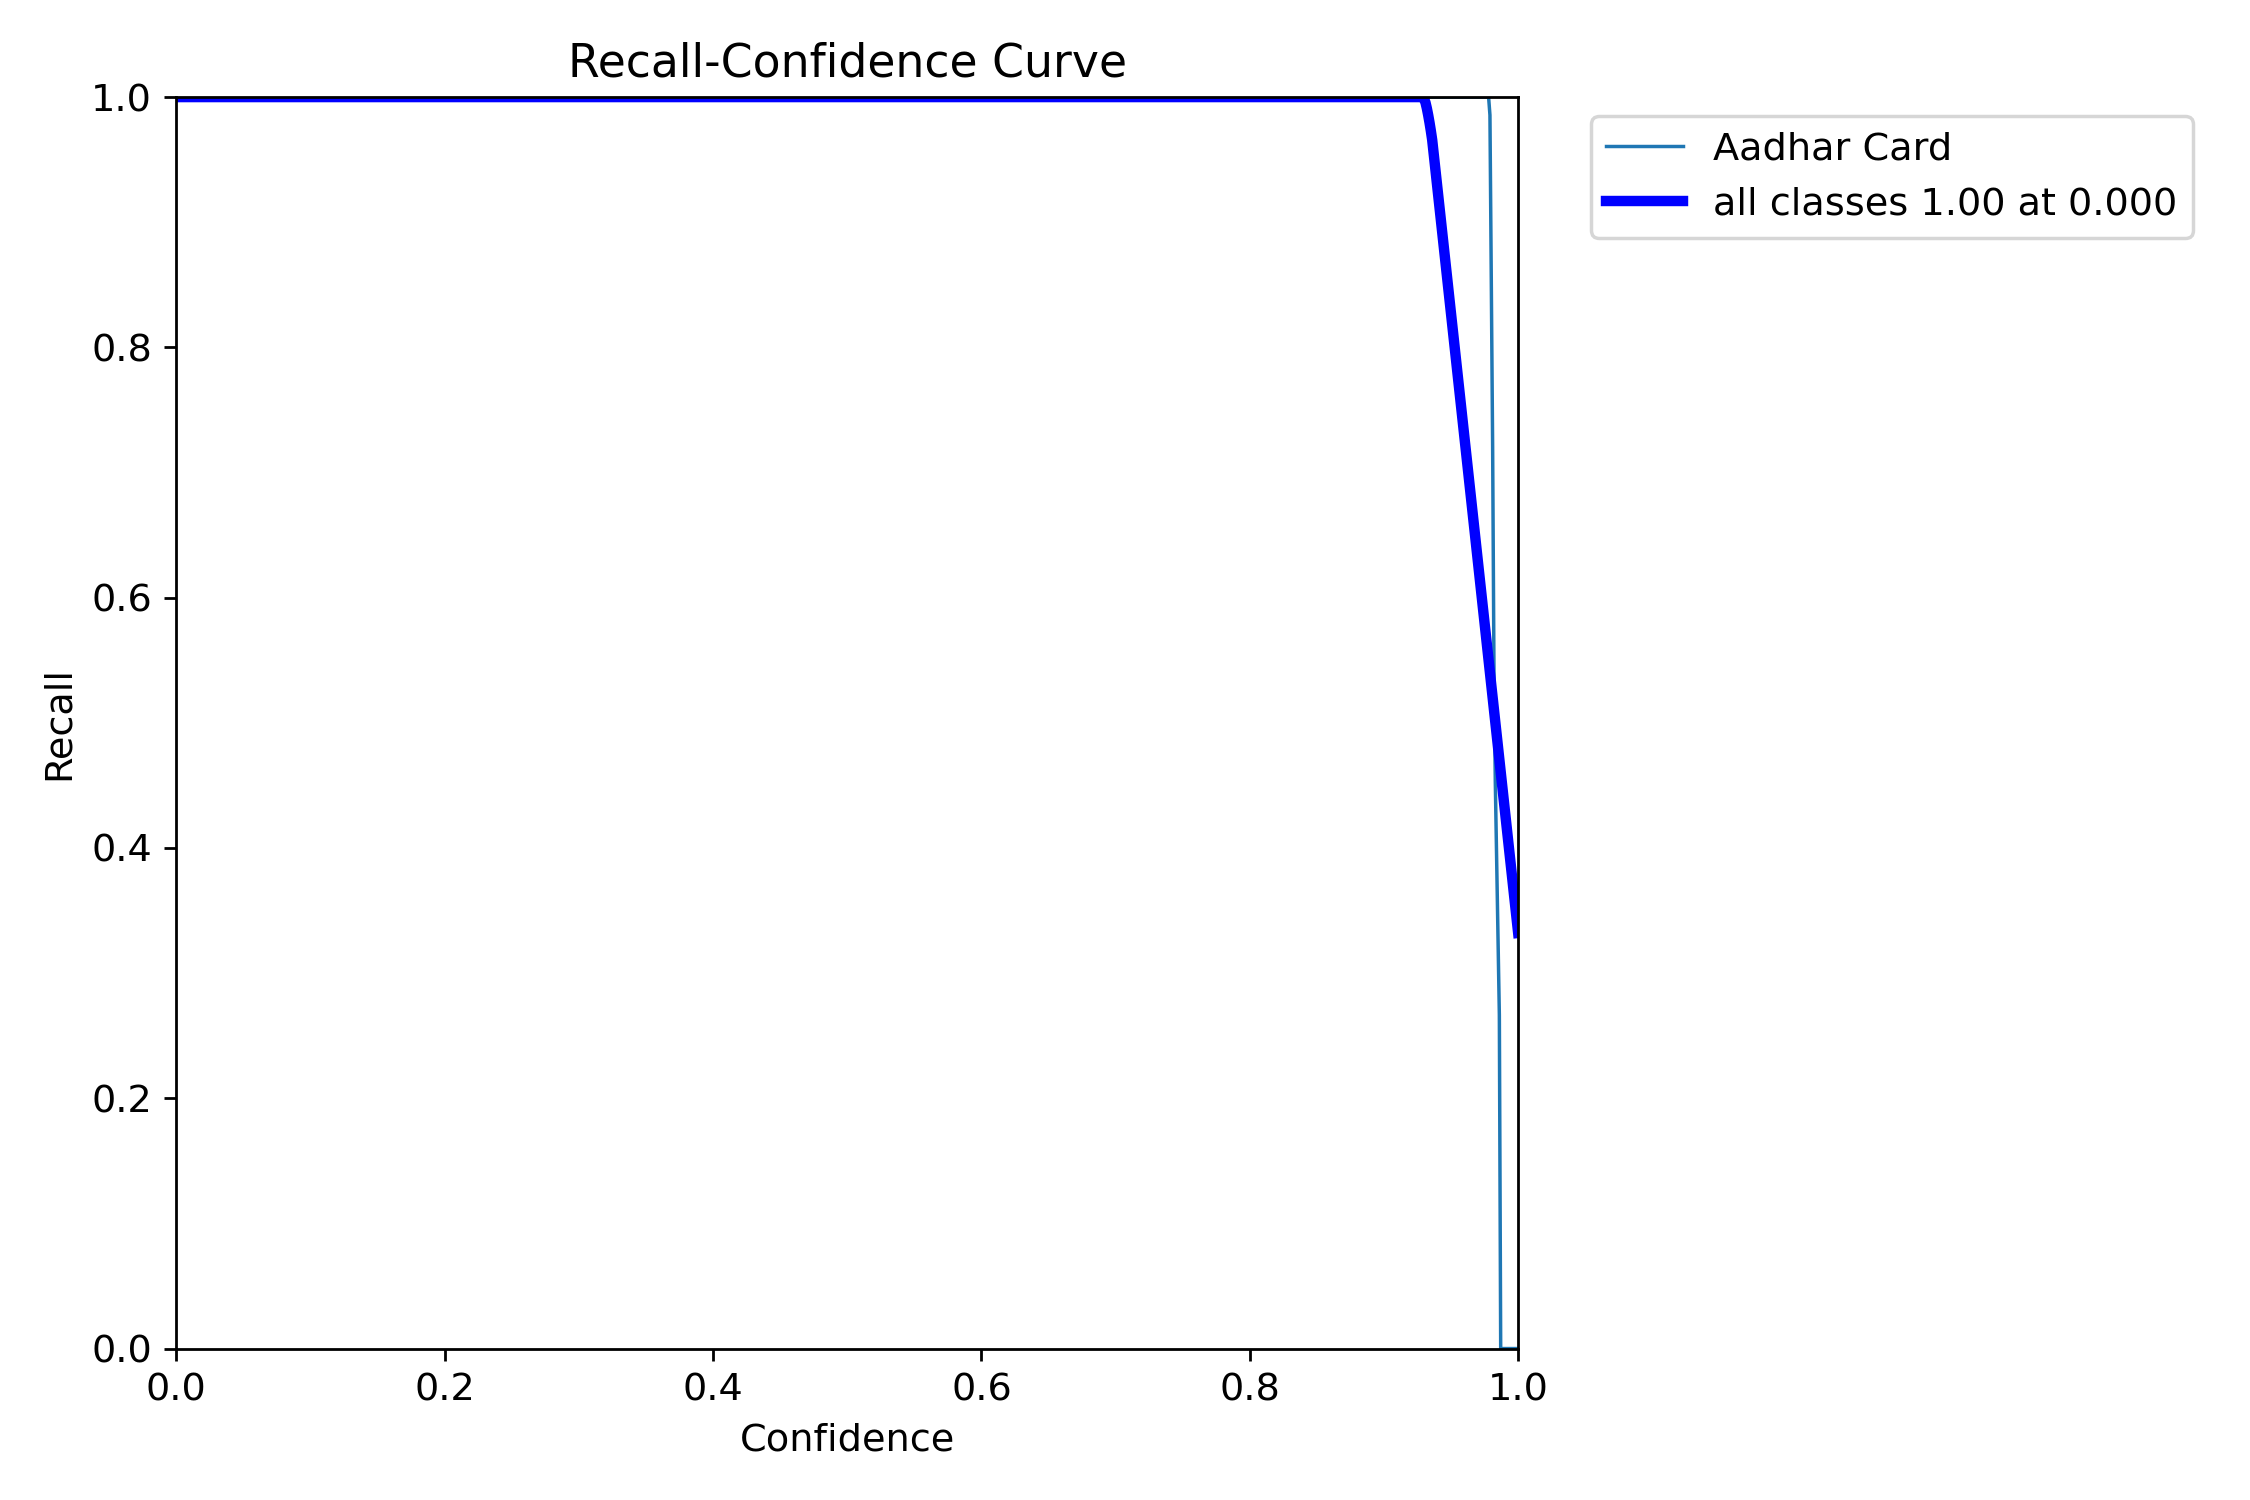 Recall-Confidence Curve
1.0
0.8
0.6
0.4
0.2
0.0
Recall
0.0 0.2 0.4 0.6 0.8 1.0
Confidence
Aadhar Card
all classes 1.00 at 0.000